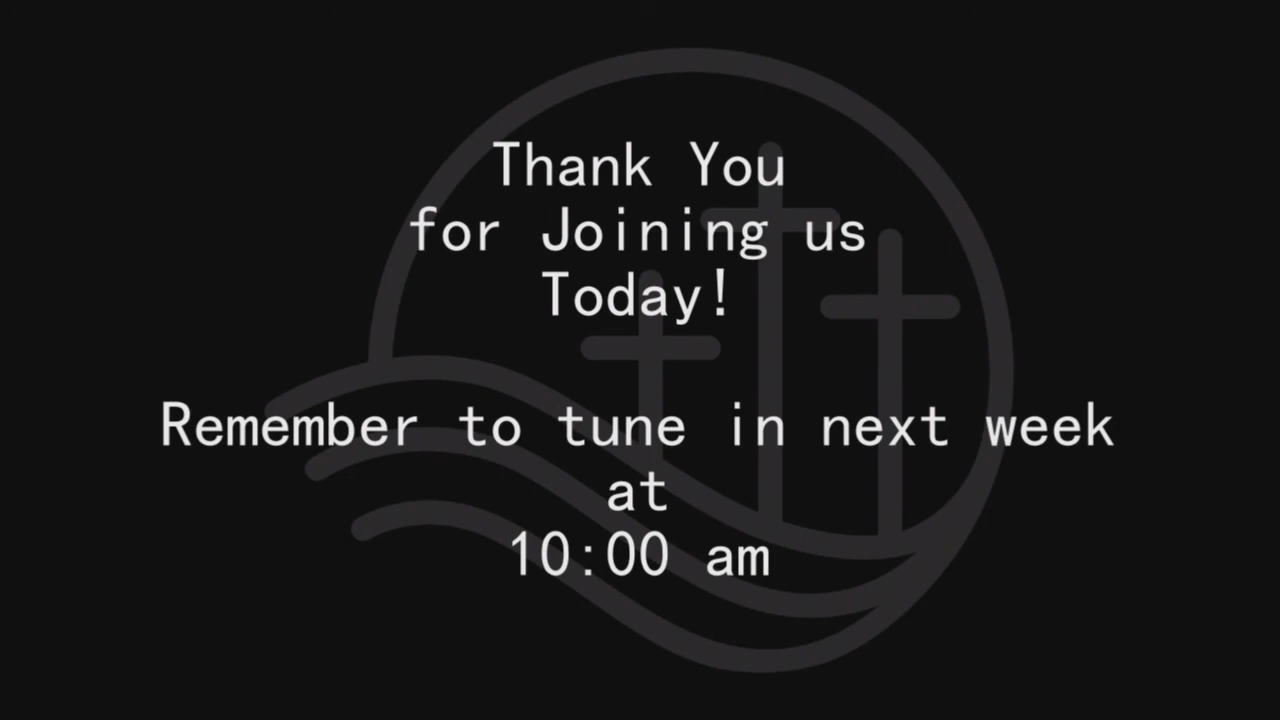 Thank You
for Joining us
Today!
Remember to tune in next week
at
10:00 am